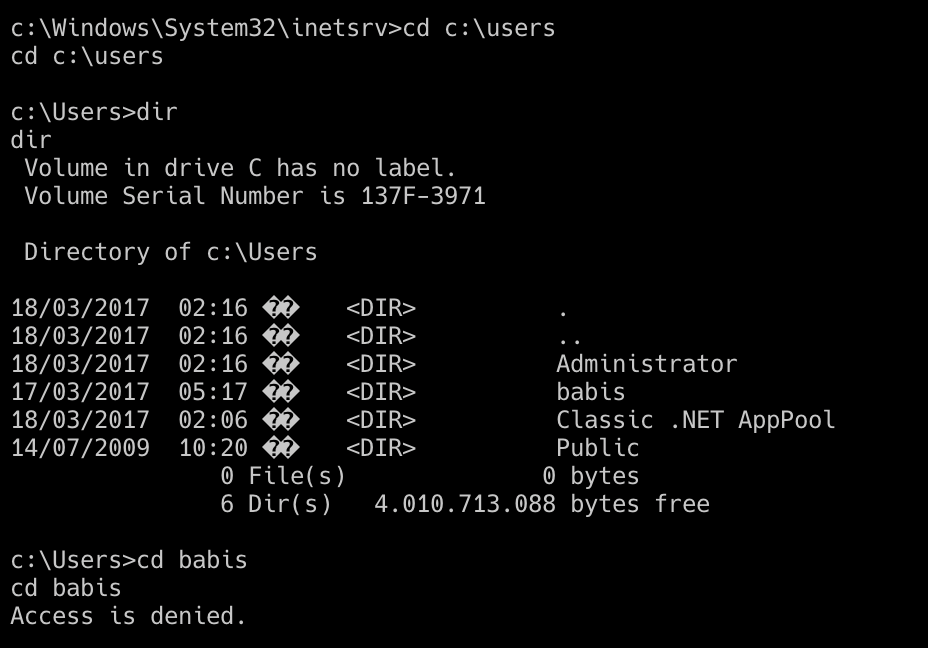 c:\Windows\System32\inetsrv>cd c:\users
cd c:\users

c:\Users>dir
dir
 Volume in drive C has no label.
 Volume Serial Number is 137F-3971

 Directory of c:\Users

18/03/2017  02:16 ��   <DIR>          .
18/03/2017  02:16 ��   <DIR>          ..
18/03/2017  02:16 ��   <DIR>          Administrator
17/03/2017  05:17 ��   <DIR>          babis
18/03/2017  02:06 ��   <DIR>          Classic .NET AppPool
14/07/2009  10:20 ��   <DIR>          Public
               0 File(s)              0 bytes
               6 Dir(s)   4.010.713.088 bytes free

c:\Users>cd babis
cd babis
Access is denied.